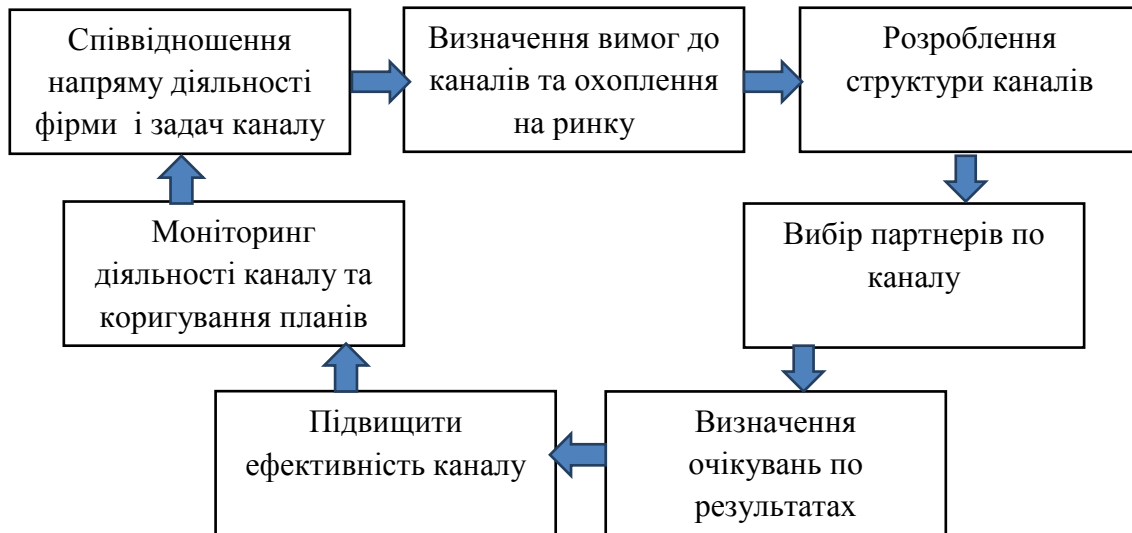 Співвідношення
напряму діяльності
фірми і задач каналу
Визначення вимог до
каналів та охоплення
на ринку
Розроблення
структури каналів
Вибір партнерів по
каналу
Визначення
очікувань по
результатах
Підвищити
ефективність каналу
Моніторинг
діяльності каналу та
коригування планів